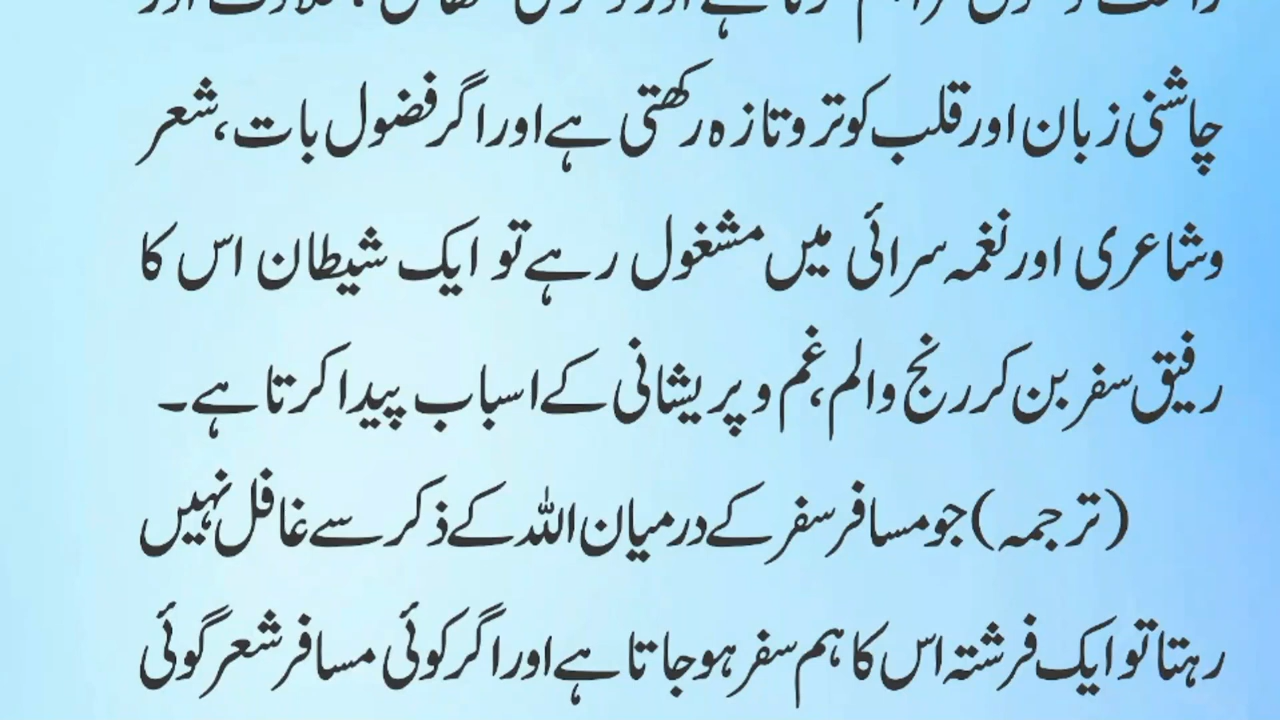 چاشنی زبان اور قلب کو تر و تازہ رکھتی ہے اور اگر فضول بات، شعر
وشاعری اور نغمہ سرائی میں مشغول رہے تو ایک شیطان اس کا
رفیق سفر بن کر رنج والم، غم و پریشانی کے اسباب پیدا کرتا ہے۔
(ترجمہ) جو مسافر سفر کے درمیان اللہ کے ذکر سے غافل نہیں
رہتا تو ایک فرشتہ اس کا ہم سفر ہو جاتا ہے اور اگر کوئی مسافر شعر گوئی